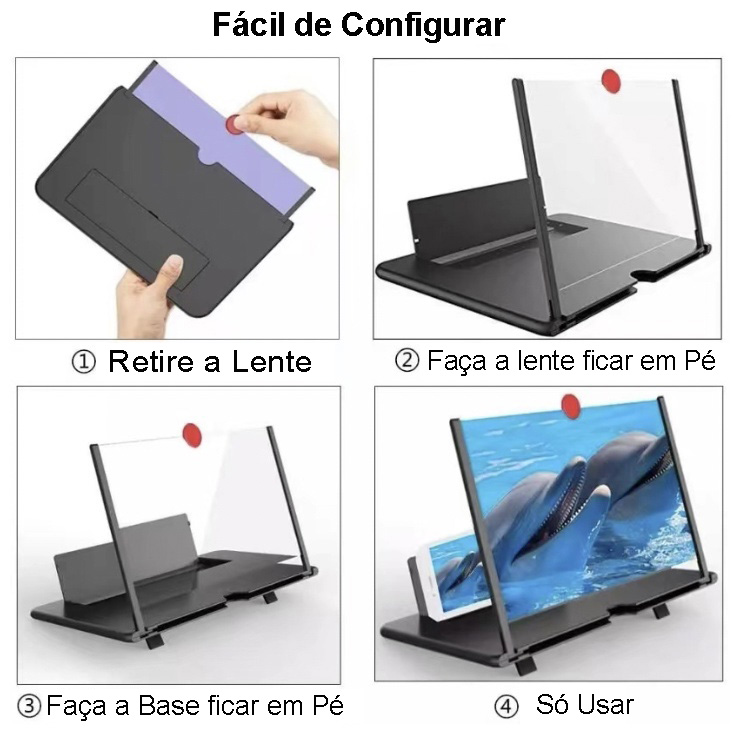 Fácil de Configurar
① Retire a Lente
② Faça a lente ficar em Pé
③ Faça a Base ficar em Pé
④ Só Usar